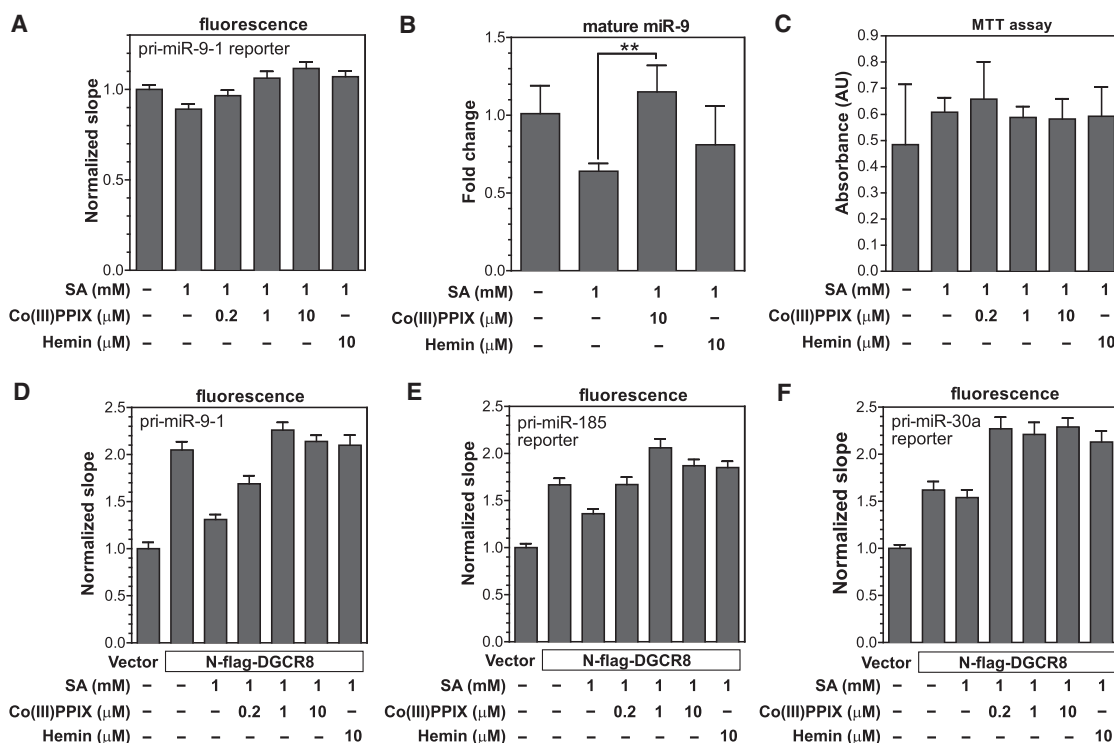 A
fluorescence
pri-miR-9-1 reporter
Normalized slope
1.0
0.5
0.0
SA (mM) – 1 1 1 1 1
Co(III)PPIX (μM) – – 0.2 1 10 –
Hemin (μM) – – – – – 10
B
mature miR-9
**
Fold change
1.5
1.0
0.5
0.0
SA (mM) – 1 1 1
Co(III)PPIX (μM) – – 10 –
Hemin (μM) – – – 10
C
MTT assay
Absorbance (AU)
0.9
0.8
0.7
0.6
0.5
0.4
0.3
0.2
0.1
0.0
SA (mM) – 1 1 1 1 1
Co(III)PPIX (μM) – – 0.2 1 10 –
Hemin (μM) – – – – – 10
D
fluorescence
pri-miR-9-1
Normalized slope
2.5
2.0
1.5
1.0
0.5
0.0
Vector N-flag-DGCR8
SA (mM) – – 1 1 1 1 1
Co(III)PPIX (μM) – – – 0.2 1 10 –
Hemin (μM) – – – – – – 10
E
fluorescence
pri-miR-185
reporter
Normalized slope
2.5
2.0
1.5
1.0
0.5
0.0
Vector N-flag-DGCR8
SA (mM) – – 1 1 1 1 1
Co(III)PPIX (μM) – – – 0.2 1 10 –
Hemin (μM) – – – – – – 10
F
fluorescence
pri-miR-30a
reporter
Normalized slope
2.5
2.0
1.5
1.0
0.5
0.0
Vector N-flag-DGCR8
SA (mM) – – 1 1 1 1 1
Co(III)PPIX (μM) – – – 0.2 1 10 –
Hemin (μM) – – – – – – 10